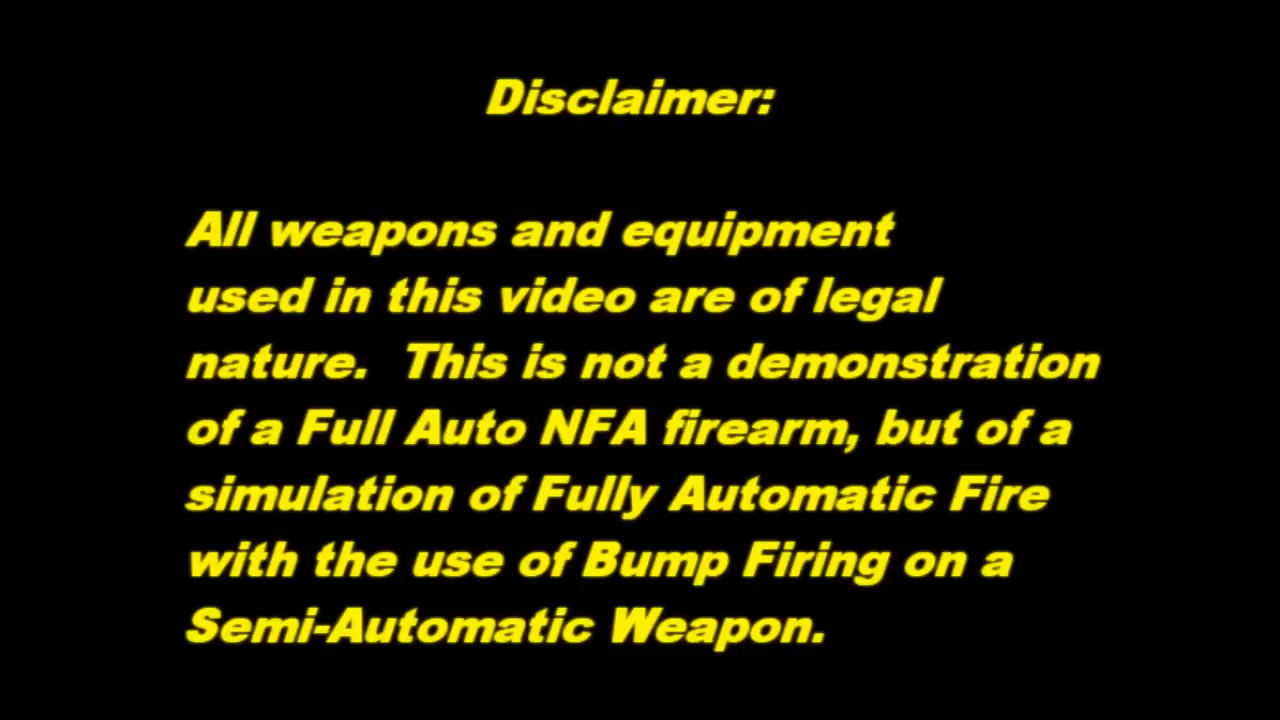 Disclaimer:
All weapons and equipment
used in this video are of legal
nature.  This is not a demonstration
of a Full Auto NFA firearm, but of a
simulation of Fully Automatic Fire
with the use of Bump Firing on a
Semi-Automatic Weapon.